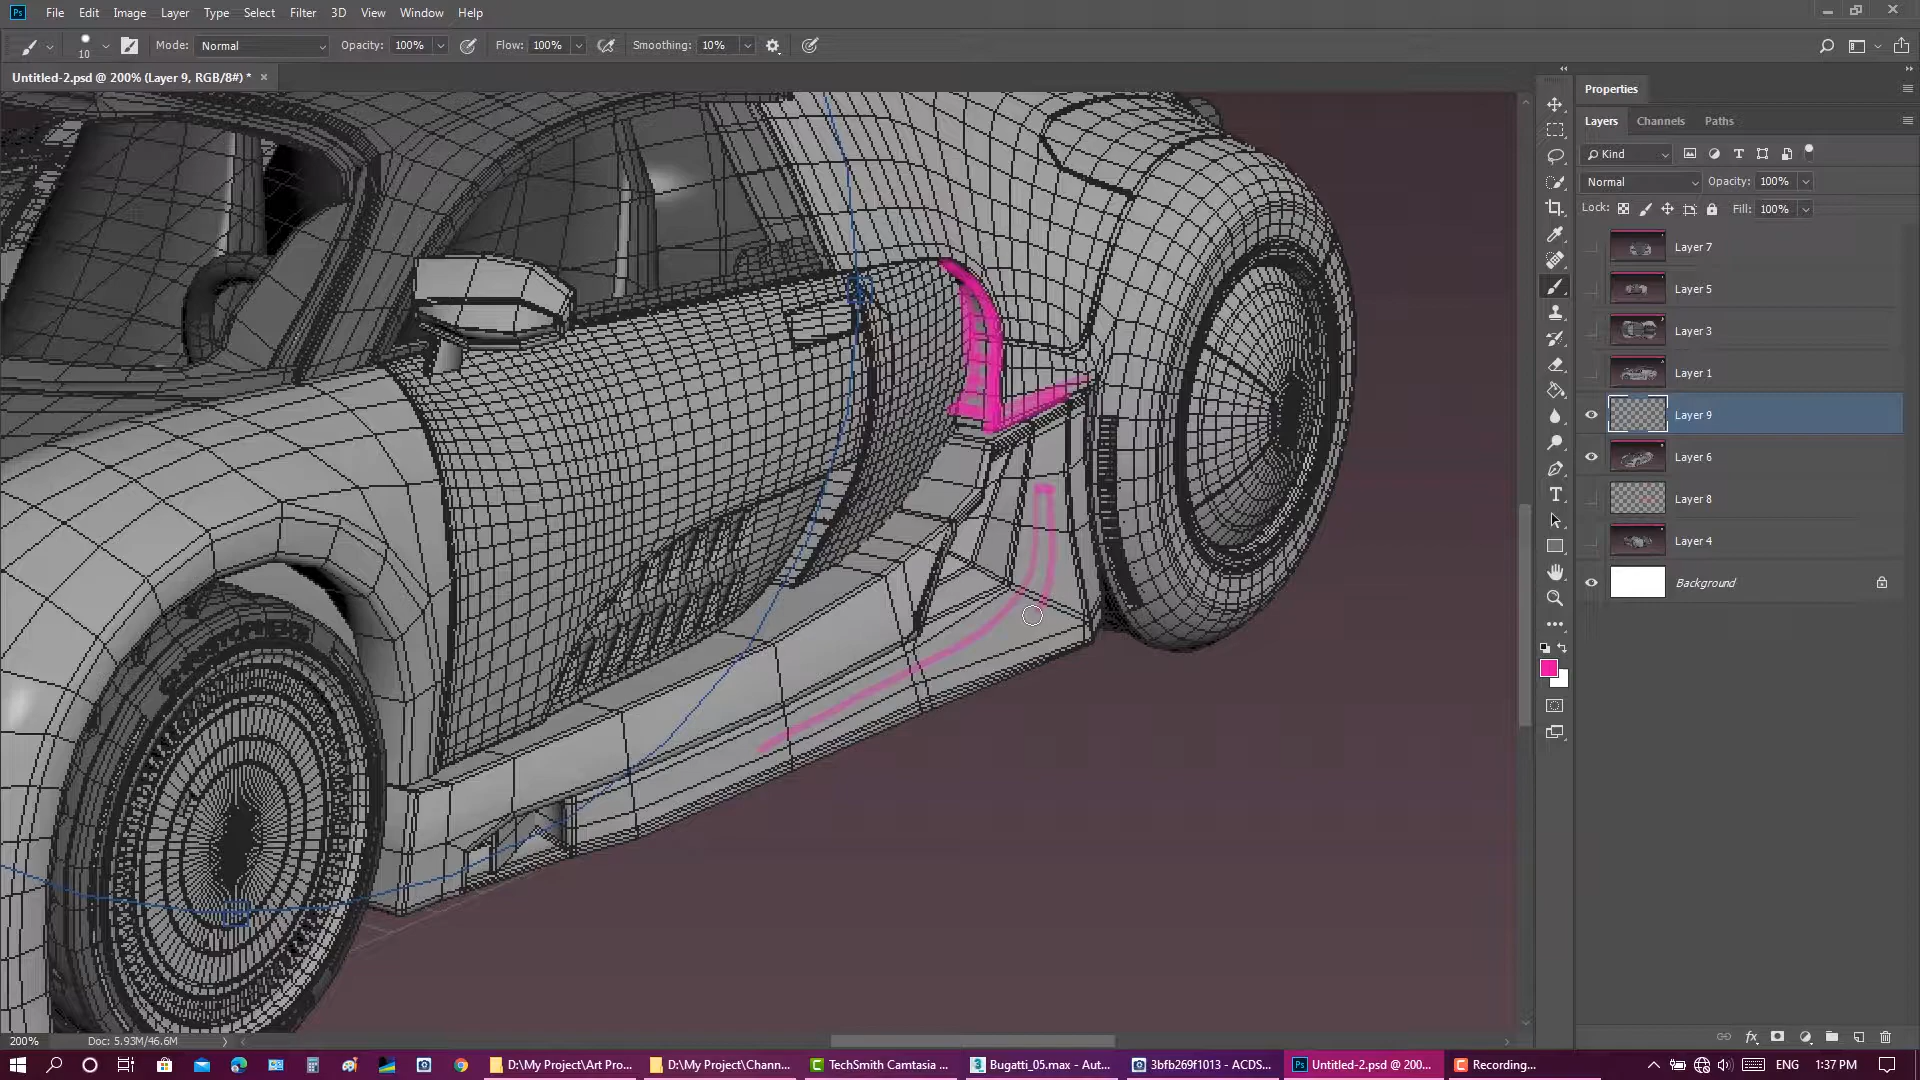 File Edit Image Layer Type Select Filter 3D View Window Help
10 Mode: Normal Opacity: 100% Flow: 100% Smoothing: 10%
Untitled-2.psd @ 200% (Layer 9, RGB/8#) *
Properties
Layers Channels Paths
Kind
Normal Opacity: 100%
Lock: Fill: 100%
Layer 7
Layer 5
Layer 3
Layer 1
Layer 9
Layer 6
Layer 8
Layer 4
Background
200% Doc: 5.93M/46.6M
D:\My Project\Art Pro...
D:\My Project\Chann...
TechSmith Camtasia ...
Bugatti_05.max - Aut...
3bfb269f1013 - ACDS...
Untitled-2.psd @ 200...
Recording...
ENG
1:37 PM